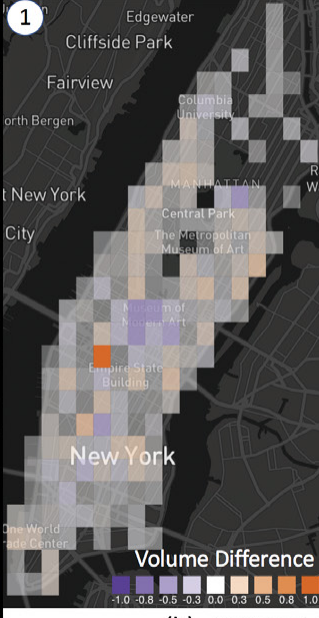 1
Edgewater
Cliffside Park
Fairview
Columbia
University
orth Bergen
MANHATTAN
R
W
t New York
Central Park
City
The Metropolitan
Museum of Art
Museum of
Modern Art
Empire State
Building
New York
One World
rade Center
Volume Difference
-1.0 -0.8 -0.5 -0.3 0.0 0.3 0.5 0.8 1.0